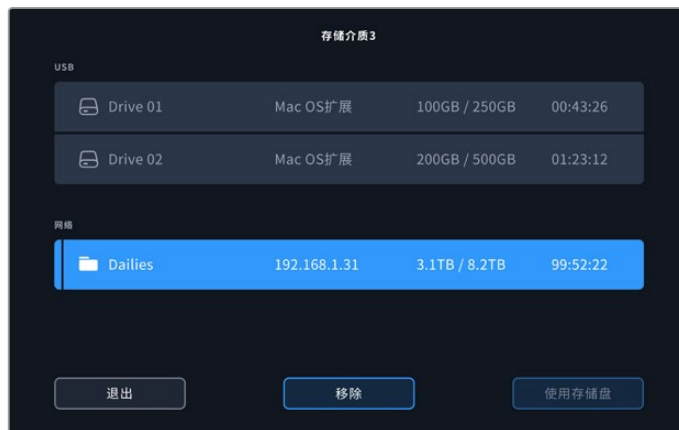 存储介质3
USB
Drive 01 Mac OS扩展 100GB / 250GB 00:43:26
Drive 02 Mac OS扩展 200GB / 500GB 01:23:12
网络
Dailies 192.168.1.31 3.1TB / 8.2TB 99:52:22
退出 移除 使用存储盘